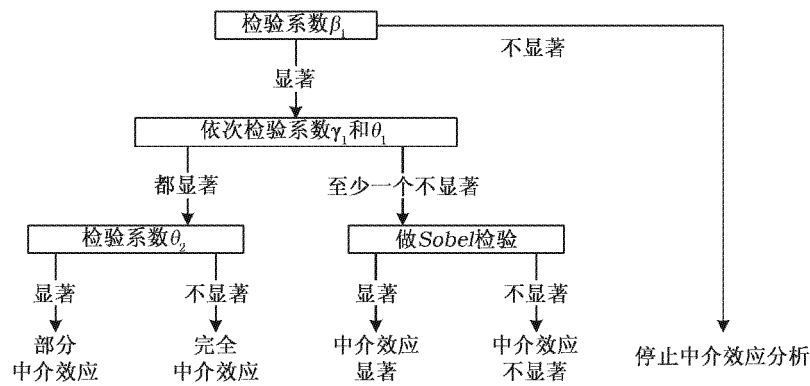 检验系数β₁
不显著
显著
依次检验系数γ₁和θ₁
都显著
至少一个不显著
检验系数θ₂
做Sobel检验
显著
不显著
显著
不显著
部分
中介效应
完全
中介效应
中介效应
显著
中介效应
不显著
停止中介效应分析